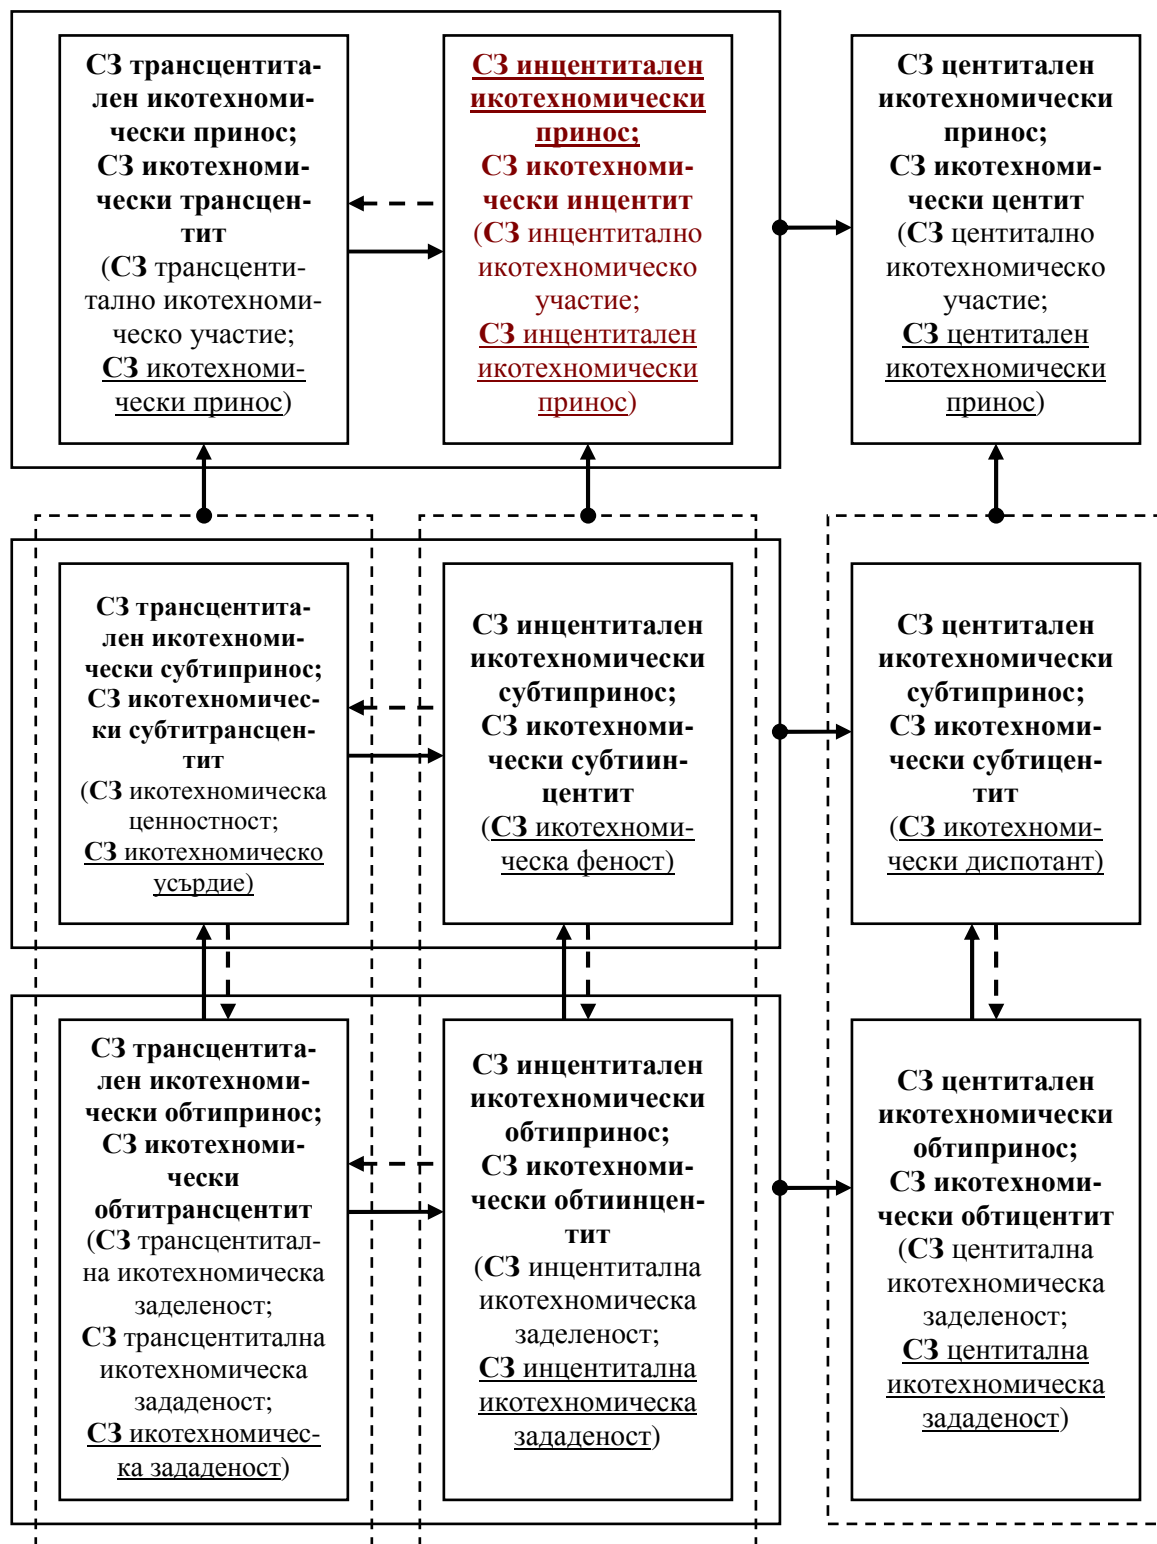 СЗ трансцентита-
лен икотехноми-
чески принос;
СЗ икотехноми-
чески трансцен-
тит
(СЗ трансценти-
тално икотехноми-
ческо участие;
СЗ икотехноми-
чески принос)
СЗ инцентитален
икотехномически
принос;
СЗ икотехноми-
чески инцентит
(СЗ инцентитално
икотехномическо
участие;
СЗ инцентитален
икотехномически
принос)
СЗ центитален
икотехномически
принос;
СЗ икотехноми-
чески центит
(СЗ центитално
икотехномическо
участие;
СЗ центитален
икотехномически
принос)
СЗ трансцентита-
лен икотехноми-
чески субтипринос;
СЗ икотехномичес-
ки субтитрансцен-
тит
(СЗ икотехномическа
ценностност;
СЗ икотехномическо
усърдие)
СЗ инцентитален
икотехномически
субтипринос;
СЗ икотехноми-
чески субтиин-
центит
(СЗ икотехноми-
ческа феност)
СЗ центитален
икотехномически
субтипринос;
СЗ икотехноми-
чески субтицен-
тит
(СЗ икотехноми-
чески диспотант)
СЗ трансцентита-
лен икотехноми-
чески обтипринос;
СЗ икотехноми-
чески
обтитрансцентит
(СЗ трансцентитал-
на икотехномическа
заделеност;
СЗ трансцентитална
икотехномическа
зададеност;
СЗ икотехномичес-
ка зададеност)
СЗ инцентитален
икотехномически
обтипринос;
СЗ икотехноми-
чески обтиинцен-
тит
(СЗ инцентитална
икотехномическа
заделеност;
СЗ инцентитална
икотехномическа
зададеност)
СЗ центитален
икотехномически
обтипринос;
СЗ икотехноми-
чески обтицентит
(СЗ центитална
икотехномическа
заделеност;
СЗ центитална
икотехномическа
зададеност)